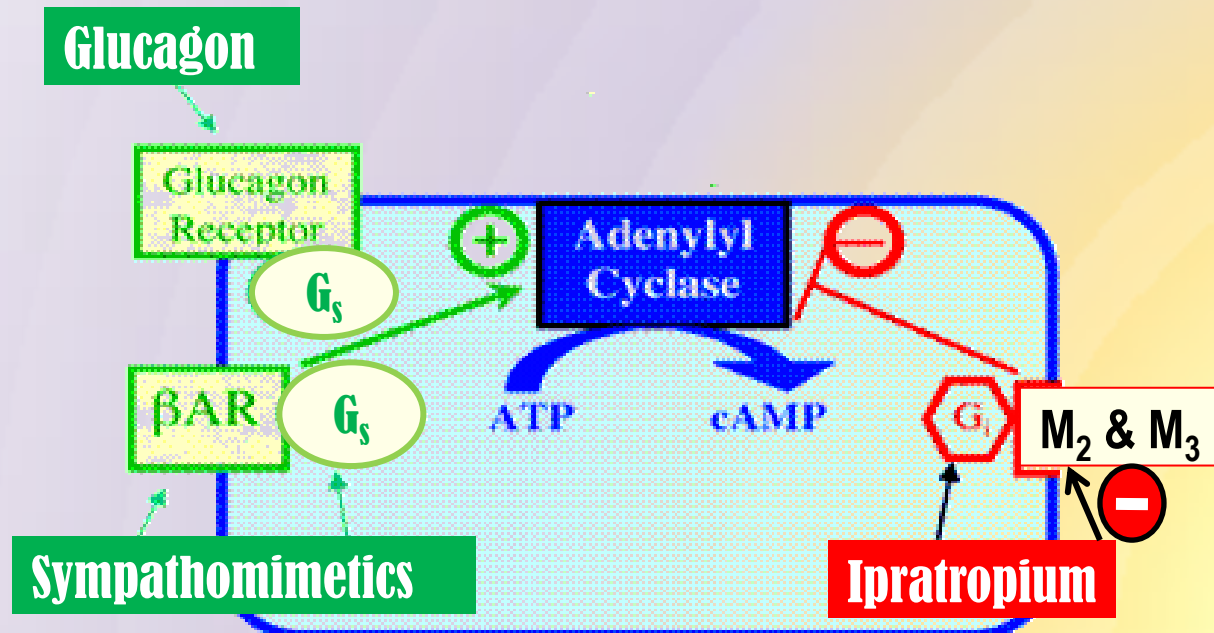 Glucagon
Glucagon
Receptor
Gₛ
+
Adenylyl
Cyclase
βAR
Gₛ
ATP
cAMP
Gᵢ
M₂ & M₃
Sympathomimetics
Ipratropium